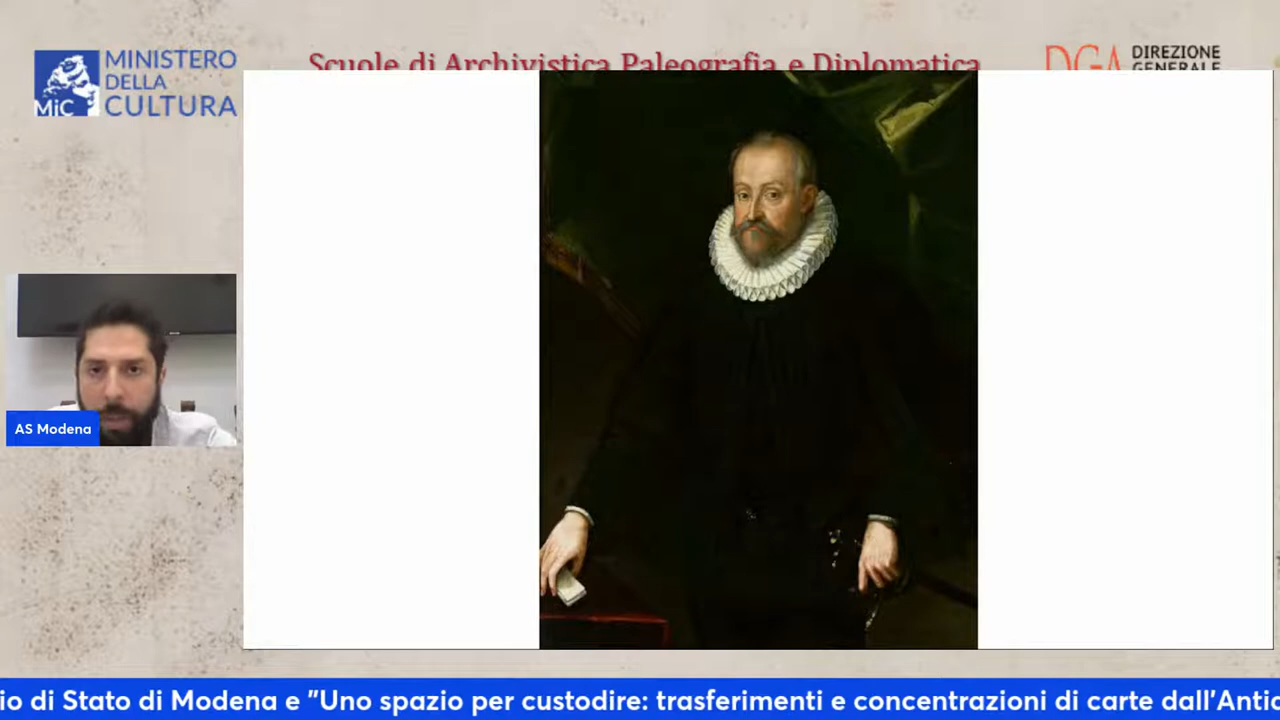 MiC
MINISTERO
DELLA
CULTURA
Scuole di Archivistica Paleografia e Diplomatica
DGA
DIREZIONE
GENERALE
AS Modena
io di Stato di Modena e "Uno spazio per custodire: trasferimenti e concentrazioni di carte dall'Antic